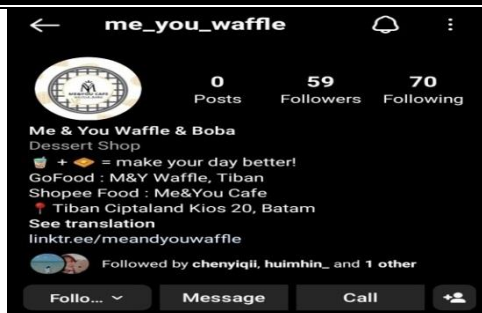 me_you_waffle
0 59 70
Posts Followers Following
Me & You Waffle & Boba
Dessert Shop
🧋 + 🧇 = make your day better!
GoFood : M&Y Waffle, Tiban
Shopee Food : Me&You Cafe
📍 Tiban Ciptaland Kios 20, Batam
See translation
linktr.ee/meandyouwaffle
Followed by chenyiqii, huimhin_ and 1 other
Follo... Message Call